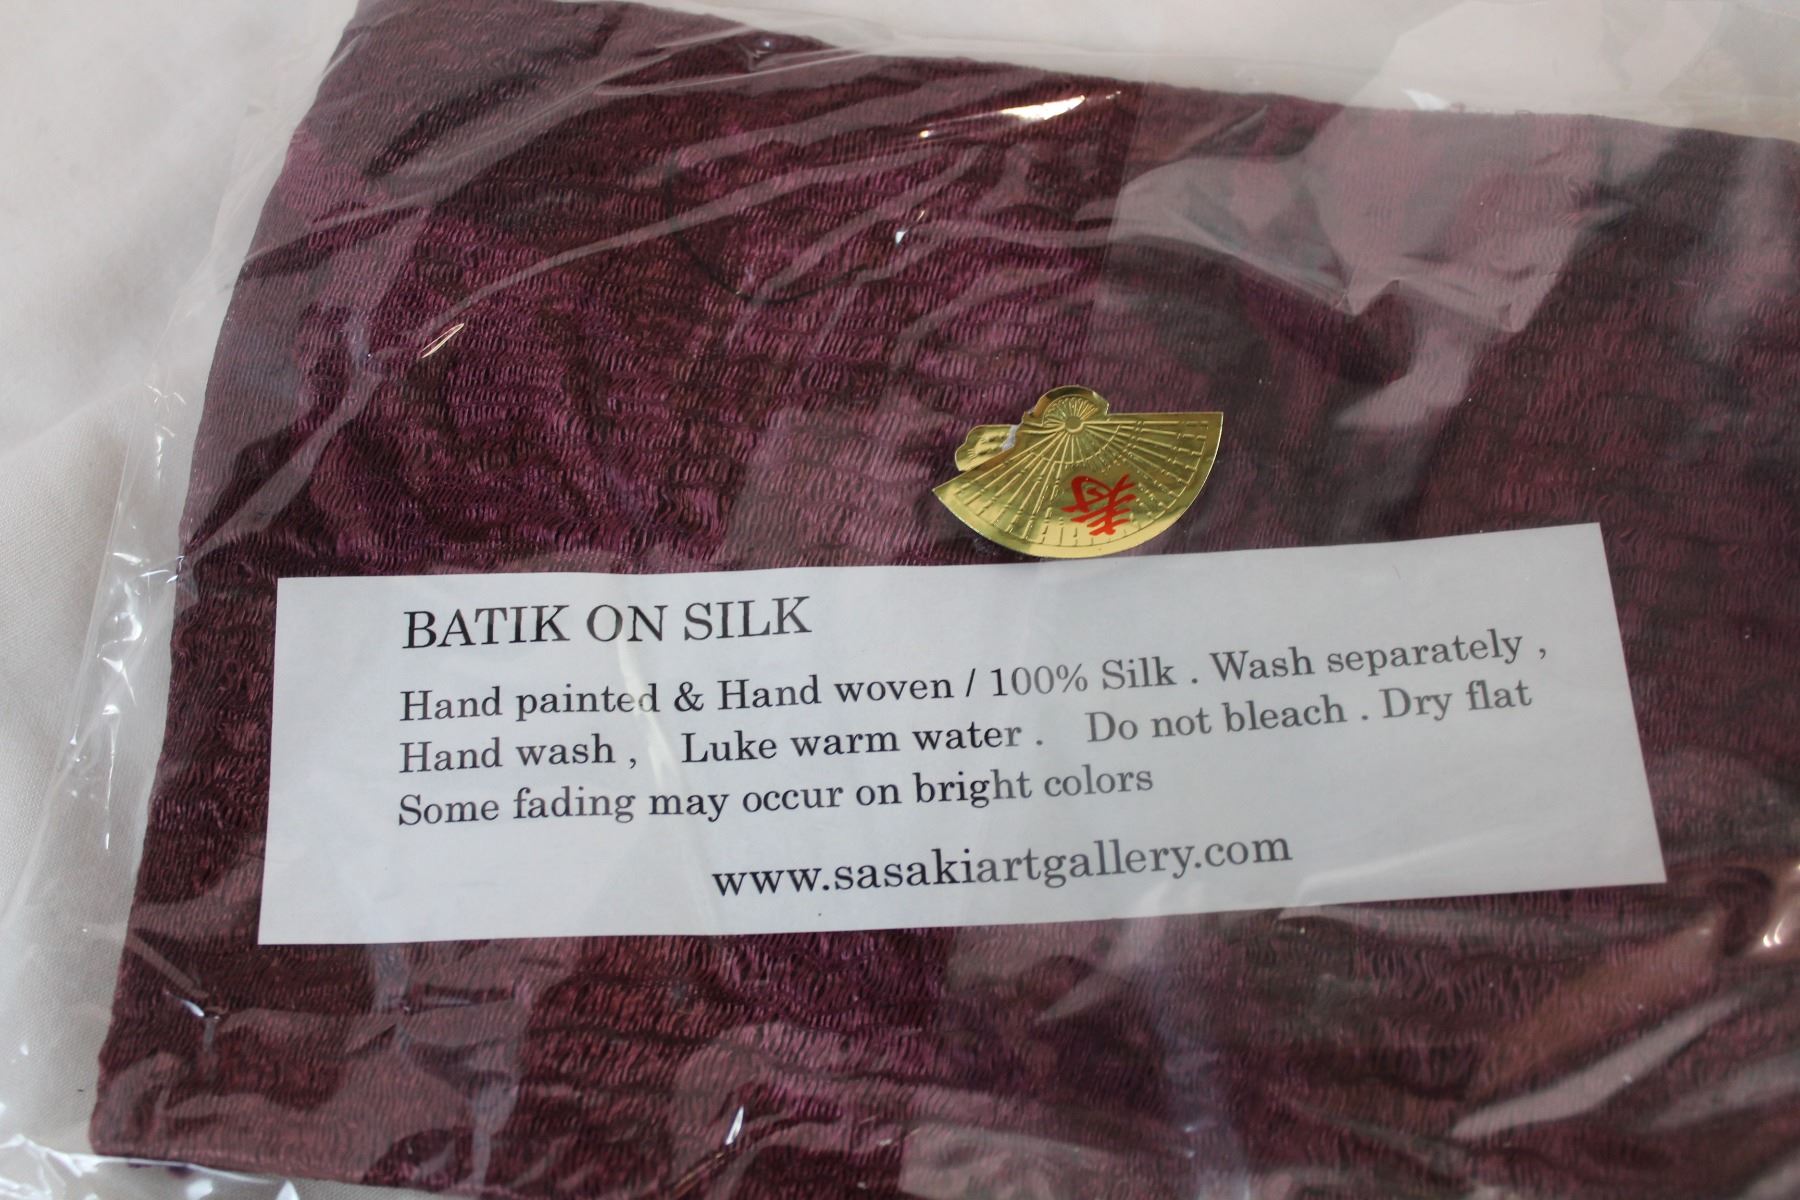 寿
BATIK ON SILK
Hand painted & Hand woven / 100% Silk . Wash separately ,
Hand wash , Luke warm water . Do not bleach . Dry flat
Some fading may occur on bright colors
www.sasakiartgallery.com